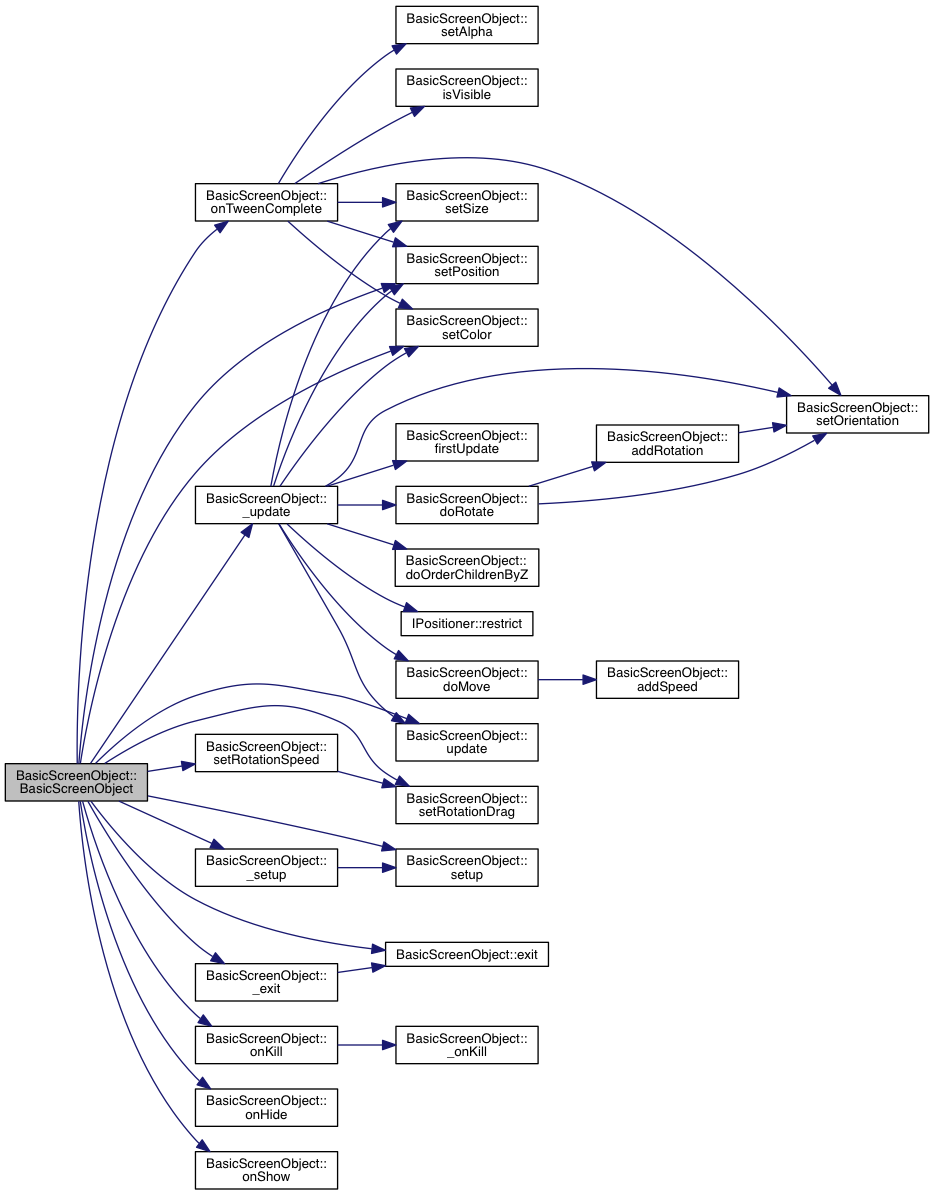 BasicScreenObject::
BasicScreenObject
BasicScreenObject::
onTweenComplete
BasicScreenObject::
_update
BasicScreenObject::
setRotationSpeed
BasicScreenObject::
_setup
BasicScreenObject::
_exit
BasicScreenObject::
onKill
BasicScreenObject::
onHide
BasicScreenObject::
onShow
BasicScreenObject::
setAlpha
BasicScreenObject::
isVisible
BasicScreenObject::
setSize
BasicScreenObject::
setPosition
BasicScreenObject::
setColor
BasicScreenObject::
firstUpdate
BasicScreenObject::
doRotate
BasicScreenObject::
doOrderChildrenByZ
IPositioner::restrict
BasicScreenObject::
doMove
BasicScreenObject::
update
BasicScreenObject::
setRotationDrag
BasicScreenObject::
setup
BasicScreenObject::exit
BasicScreenObject::
_onKill
BasicScreenObject::
addRotation
BasicScreenObject::
addSpeed
BasicScreenObject::
setOrientation